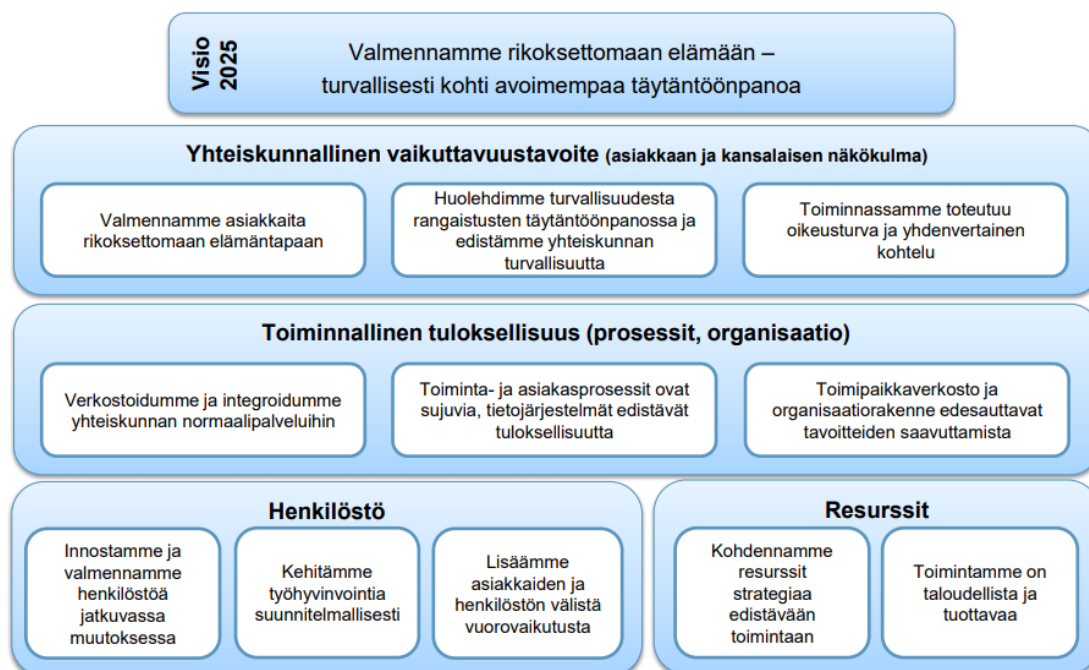 Visio
2025
Valmennamme rikoksettomaan elämään –
turvallisesti kohti avoimempaa täytäntöönpanoa
Yhteiskunnallinen vaikuttavuustavoite (asiakkaan ja kansalaisen näkökulma)
Valmennamme asiakkaita
rikoksettomaan elämäntapaan
Huolehdimme turvallisuudesta
rangaistusten täytäntöönpanossa ja
edistämme yhteiskunnan
turvallisuutta
Toiminnassamme toteutuu
oikeusturva ja yhdenvertainen
kohtelu
Toiminnallinen tuloksellisuus (prosessit, organisaatio)
Verkostoidumme ja integroidumme
yhteiskunnan normaalipalveluihin
Toiminta- ja asiakasprosessit ovat
sujuvia, tietojärjestelmät edistävät
tuloksellisuutta
Toimipaikkaverkosto ja
organisaatiorakenne edesauttavat
tavoitteiden saavuttamista
Henkilöstö
Innostamme ja
valmennamme
henkilöstöä
jatkuvassa
muutoksessa
Kehitämme
työhyvinvointia
suunnitelmallisesti
Lisäämme
asiakkaiden ja
henkilöstön välistä
vuorovaikutusta
Resurssit
Kohdennamme
resurssit
strategiaa
edistävään
toimintaan
Toimintamme on
taloudellista ja
tuottavaa